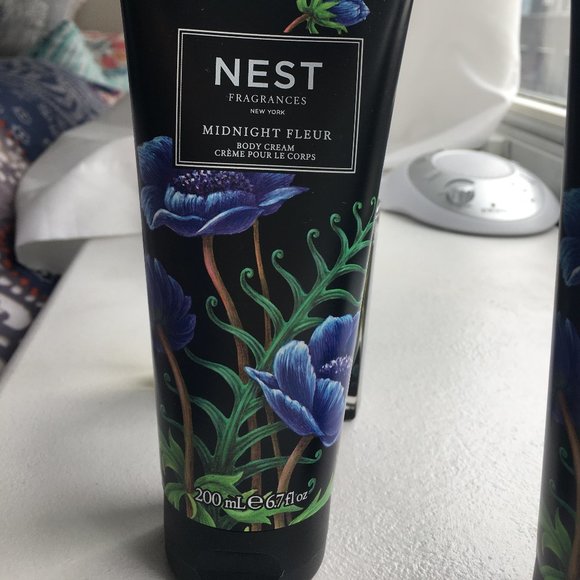 NEST
FRAGRANCES
NEW YORK
MIDNIGHT FLEUR
BODY CREAM
CRÈME POUR LE CORPS
200 mL ℮ 6.7 fl oz